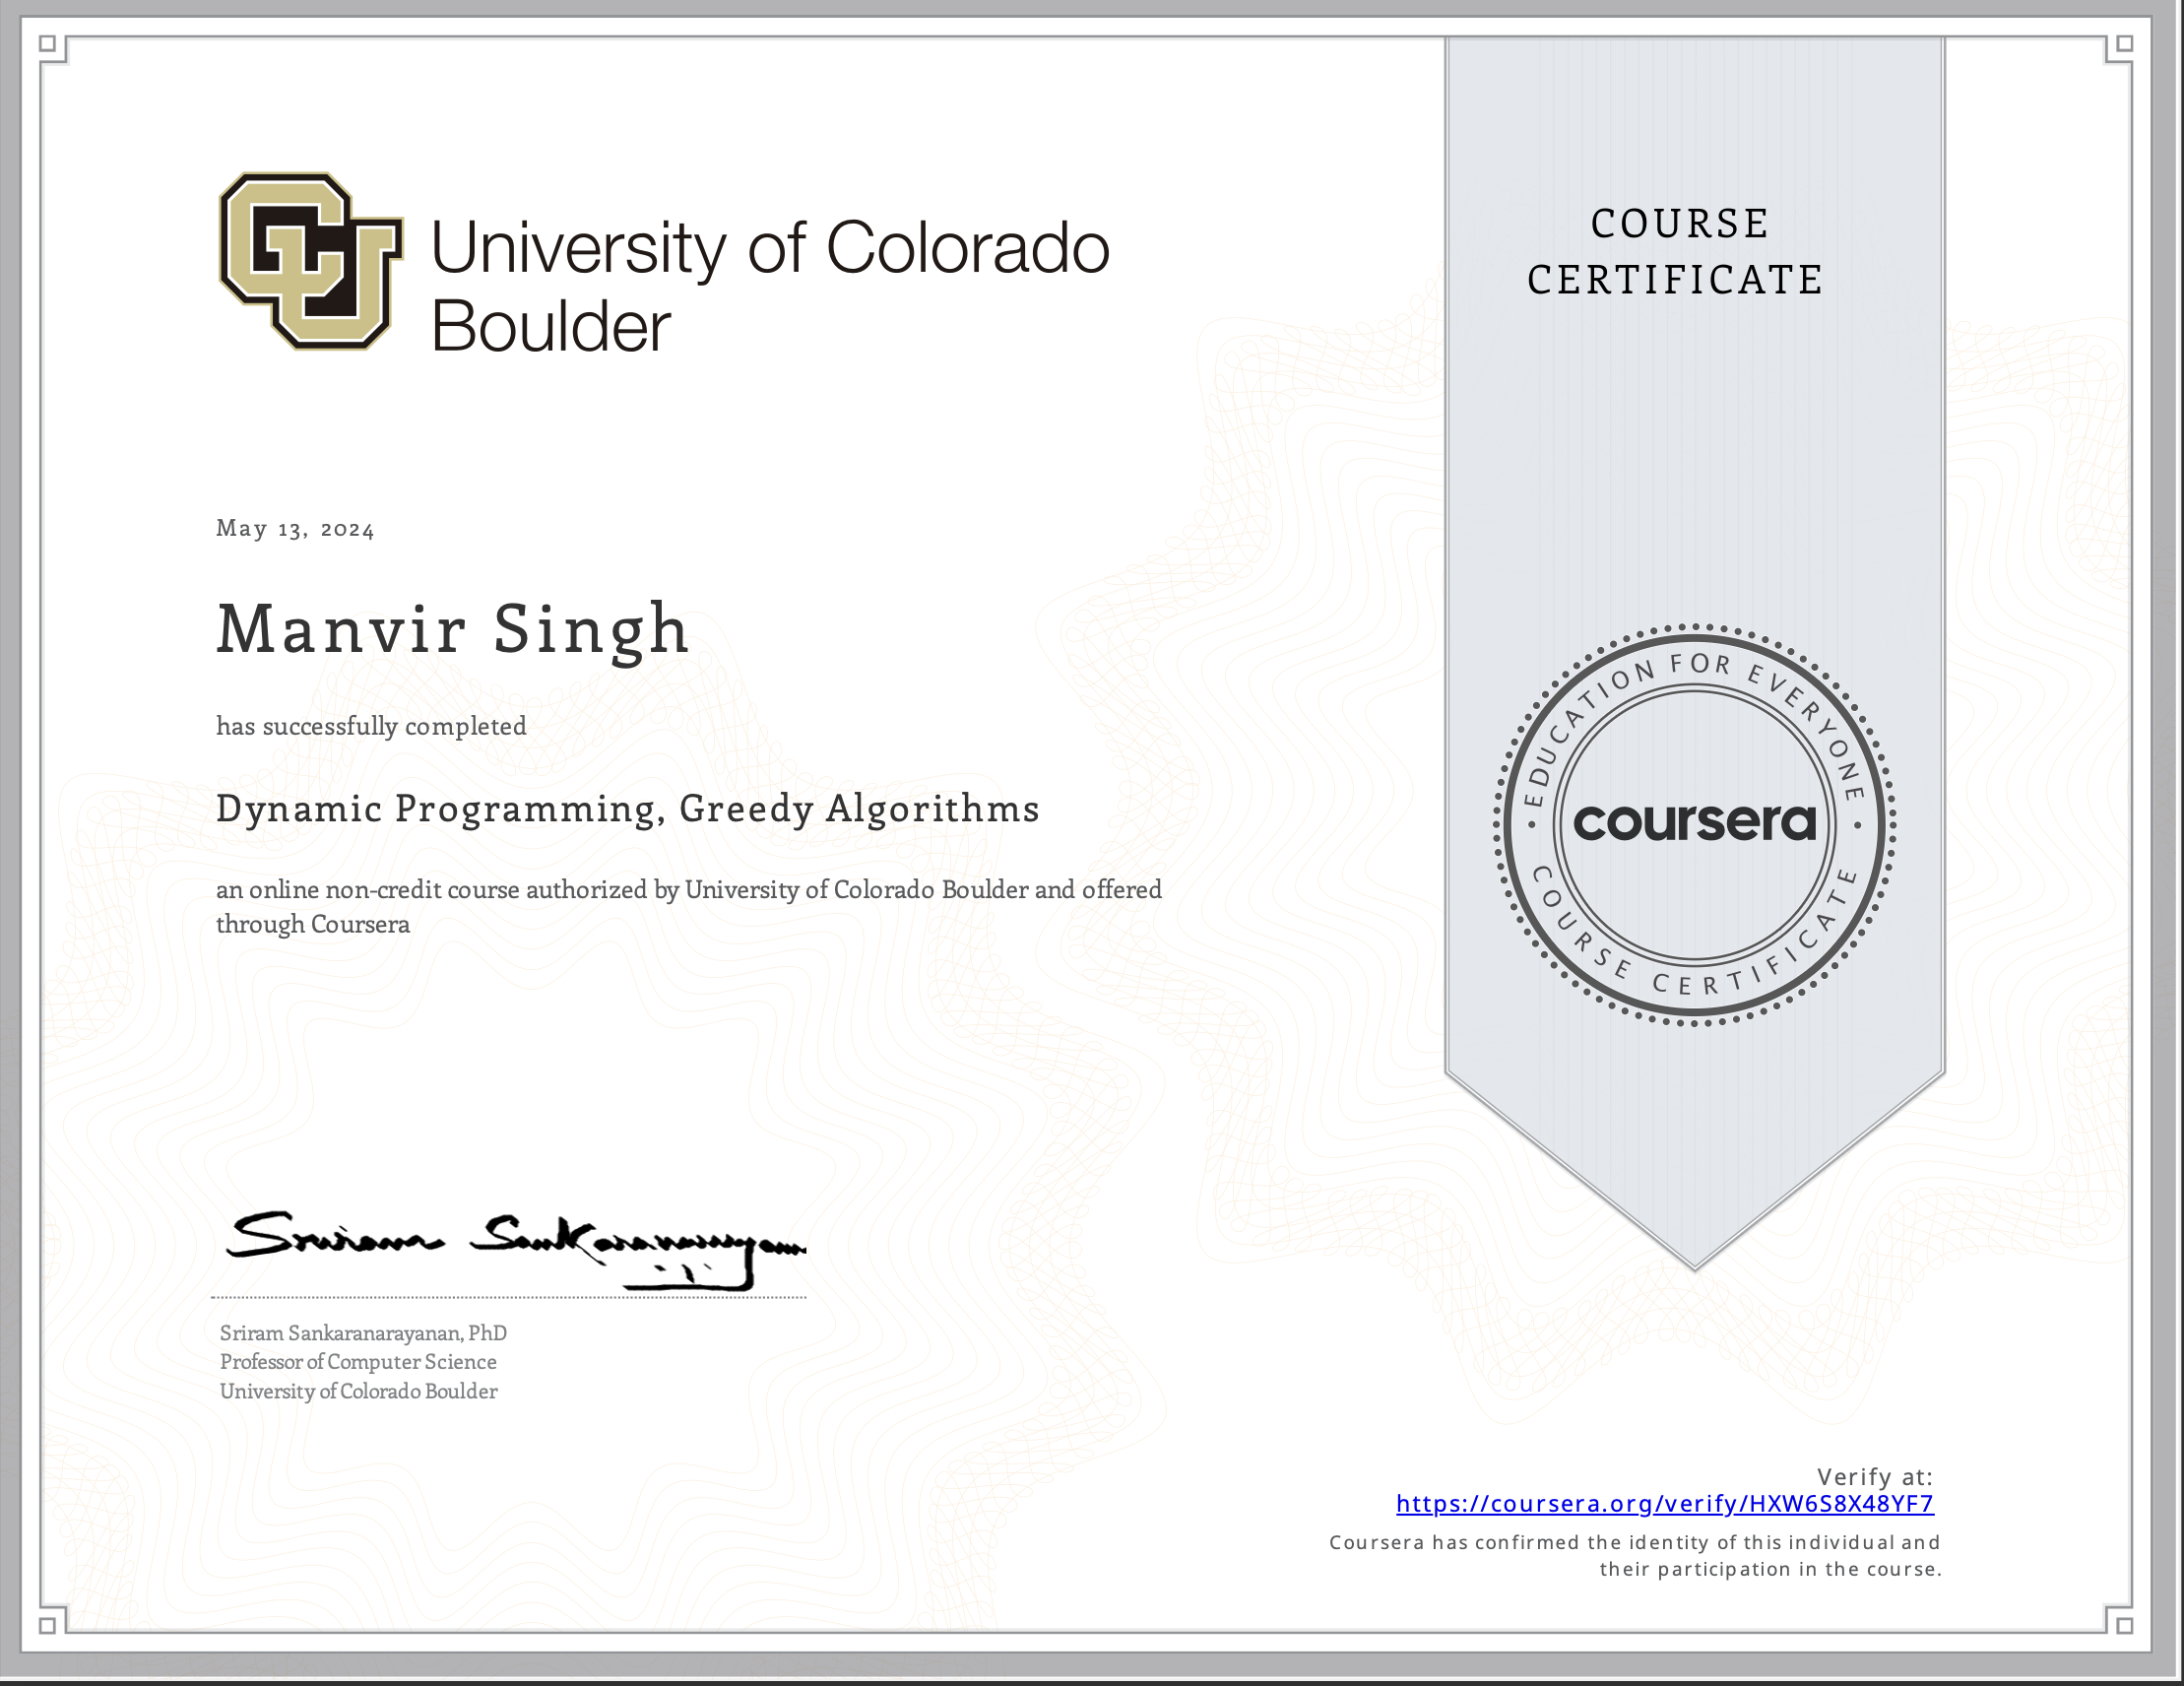 CU
University of Colorado
Boulder
COURSE
CERTIFICATE
May 13, 2024
Manvir Singh
has successfully completed
Dynamic Programming, Greedy Algorithms
an online non-credit course authorized by University of Colorado Boulder and offered
through Coursera
EDUCATION FOR EVERYONE
coursera
COURSE CERTIFICATE
Sriram Sankaranarayanan
Sriram Sankaranarayanan, PhD
Professor of Computer Science
University of Colorado Boulder
Verify at:
https://coursera.org/verify/HXW6S8X48YF7
Coursera has confirmed the identity of this individual and
their participation in the course.